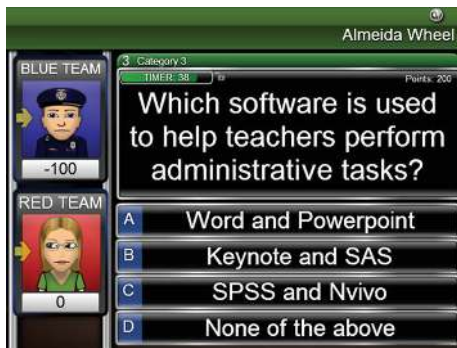 Almeida Wheel
BLUE TEAM
-100
RED TEAM
0
3 Category 3
TIMER: 38
Points: 200
Which software is used
to help teachers perform
administrative tasks?
A Word and Powerpoint
B Keynote and SAS
C SPSS and Nvivo
D None of the above